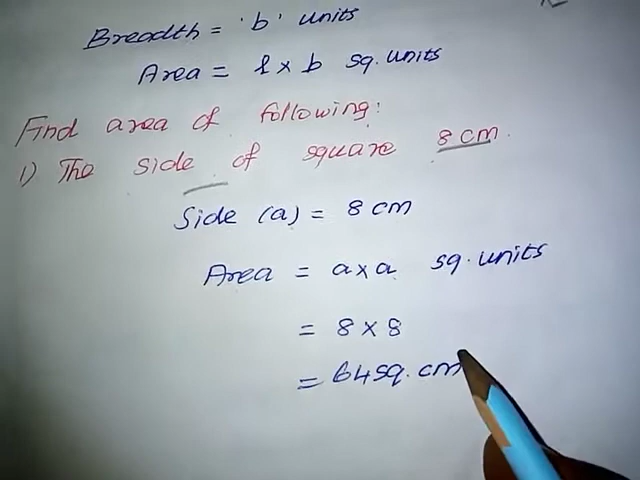 Breadth = 'b' units
Area = l × b sq. units
Find area of following:
1) The side of square 8 cm.
Side (a) = 8 cm
Area = a×a sq. units
= 8 × 8
= 64 sq. cm